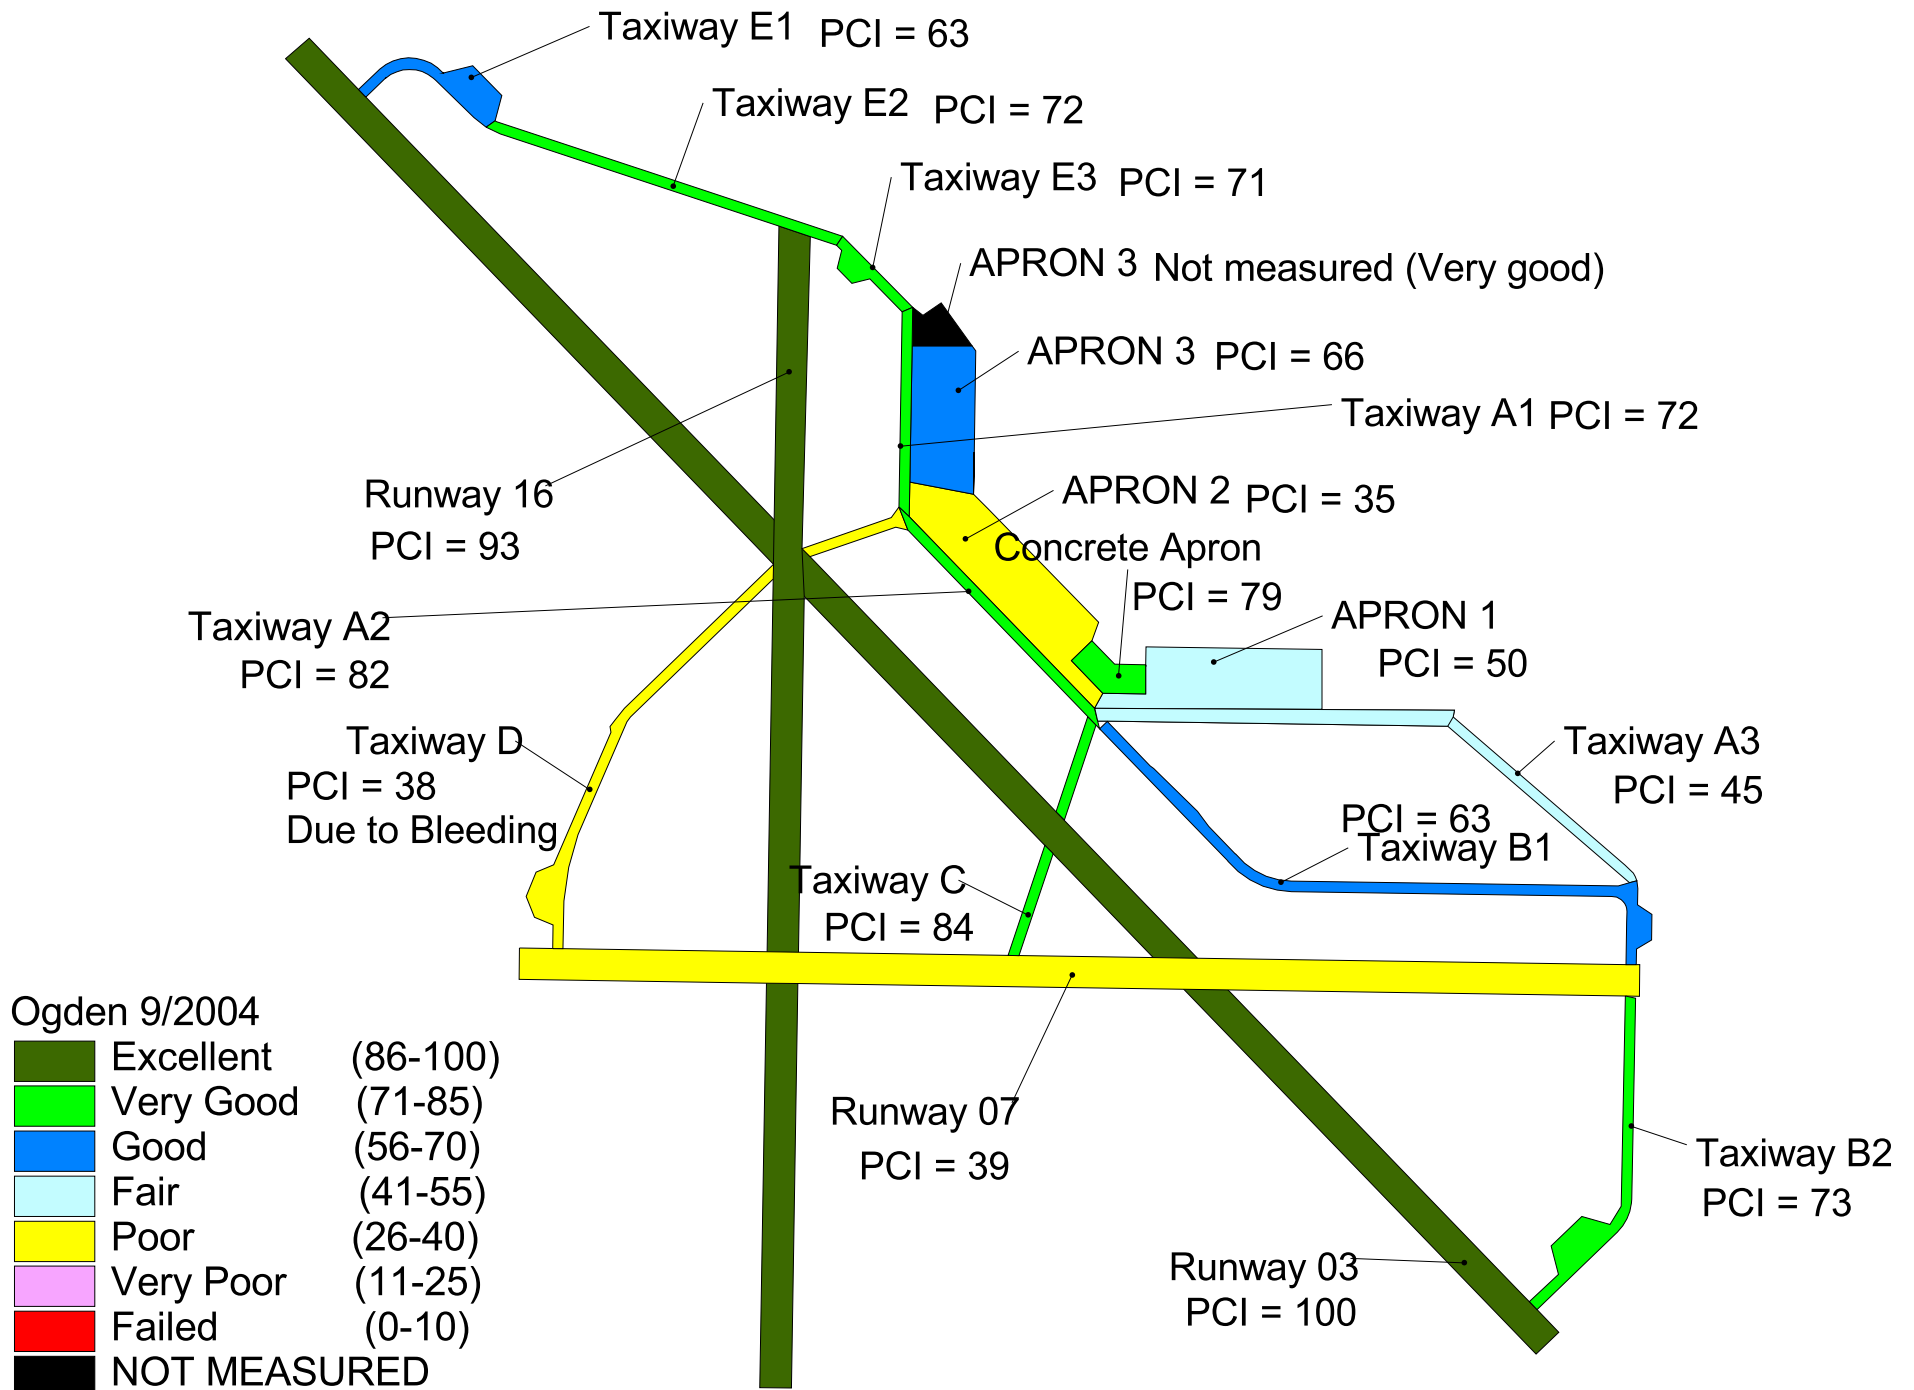 Taxiway E1 PCI = 63
Taxiway E2 PCI = 72
Taxiway E3 PCI = 71
APRON 3 Not measured (Very good)
APRON 3 PCI = 66
Taxiway A1 PCI = 72
Runway 16
PCI = 93
APRON 2 PCI = 35
Concrete Apron
PCI = 79
Taxiway A2
PCI = 82
APRON 1
PCI = 50
Taxiway D
PCI = 38
Due to Bleeding
Taxiway A3
PCI = 45
PCI = 63
Taxiway B1
Taxiway C
PCI = 84
Runway 07
PCI = 39
Taxiway B2
PCI = 73
Runway 03
PCI = 100
Ogden 9/2004
Excellent (86-100)
Very Good (71-85)
Good (56-70)
Fair (41-55)
Poor (26-40)
Very Poor (11-25)
Failed (0-10)
NOT MEASURED